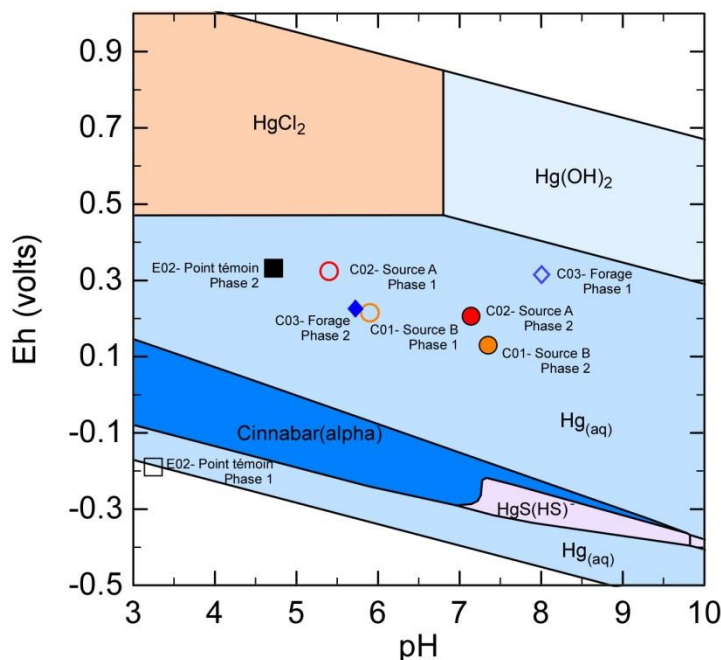 0.9
0.7
0.5
0.3
0.1
-0.1
-0.3
-0.5
Eh (volts)
HgCl2
Hg(OH)2
E02- Point témoin
Phase 2
C02- Source A
Phase 1
C03- Forage
Phase 1
C03- Forage
Phase 2
C01- Source B
Phase 1
C02- Source A
Phase 2
C01- Source B
Phase 2
Hg(aq)
Cinnabar(alpha)
E02- Point témoin
Phase 1
HgS(HS)-
Hg(aq)
3 4 5 6 7 8 9 10
pH